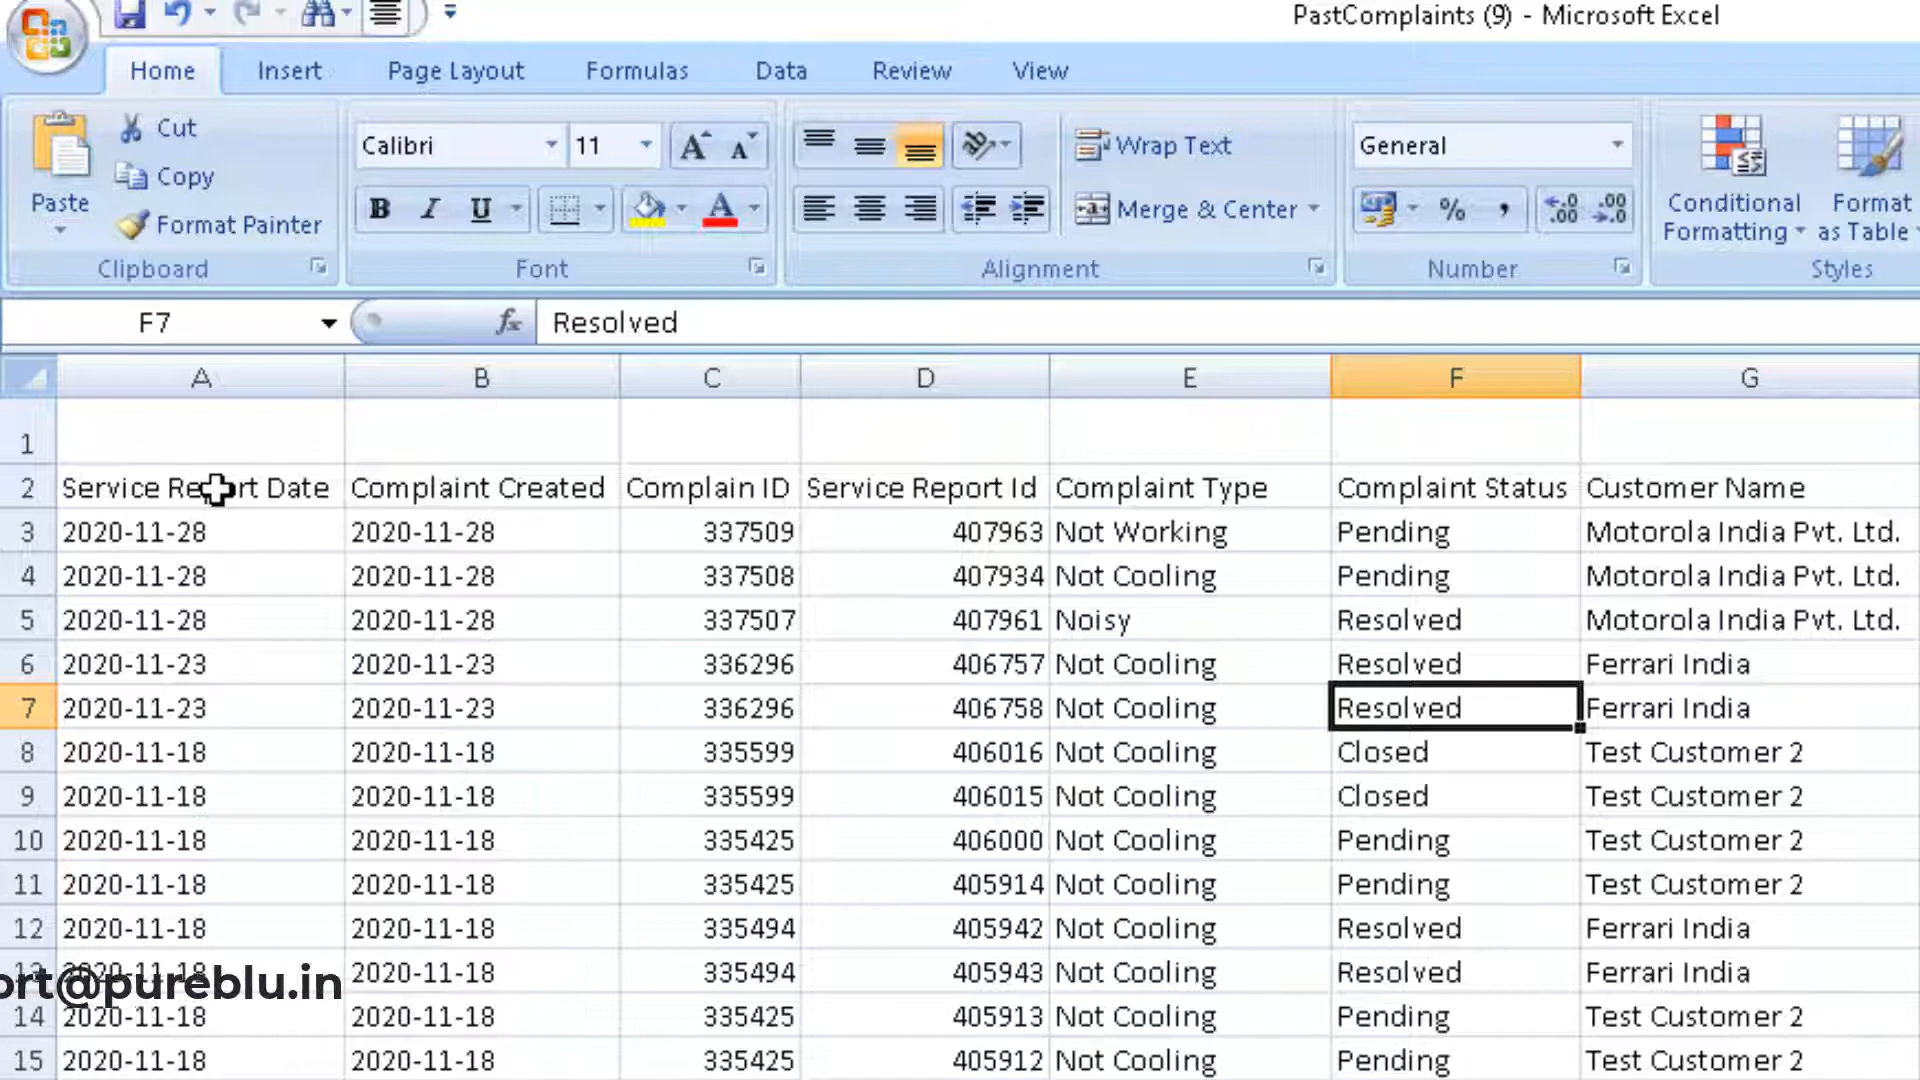 PastComplaints (9) - Microsoft Excel
Home Insert Page Layout Formulas Data Review View
Paste
Cut
Copy
Format Painter
Clipboard
Calibri 11
B I U
Font
Wrap Text
Merge & Center
Alignment
General
% , .00 .00
Number
Conditional Formatting
Format as Table
Styles
F7 fx Resolved
A B C D E F G
1
2 Service Report Date Complaint Created Complain ID Service Report Id Complaint Type Complaint Status Customer Name
3 2020-11-28 2020-11-28 337509 407963 Not Working Pending Motorola India Pvt. Ltd.
4 2020-11-28 2020-11-28 337508 407934 Not Cooling Pending Motorola India Pvt. Ltd.
5 2020-11-28 2020-11-28 337507 407961 Noisy Resolved Motorola India Pvt. Ltd.
6 2020-11-23 2020-11-23 336296 406757 Not Cooling Resolved Ferrari India
7 2020-11-23 2020-11-23 336296 406758 Not Cooling Resolved Ferrari India
8 2020-11-18 2020-11-18 335599 406016 Not Cooling Closed Test Customer 2
9 2020-11-18 2020-11-18 335599 406015 Not Cooling Closed Test Customer 2
10 2020-11-18 2020-11-18 335425 406000 Not Cooling Pending Test Customer 2
11 2020-11-18 2020-11-18 335425 405914 Not Cooling Pending Test Customer 2
12 2020-11-18 2020-11-18 335494 405942 Not Cooling Resolved Ferrari India
13 2020-11-18 2020-11-18 335494 405943 Not Cooling Resolved Ferrari India
ort@pureblu.in
14 2020-11-18 2020-11-18 335425 405913 Not Cooling Pending Test Customer 2
15 2020-11-18 2020-11-18 335425 405912 Not Cooling Pending Test Customer 2